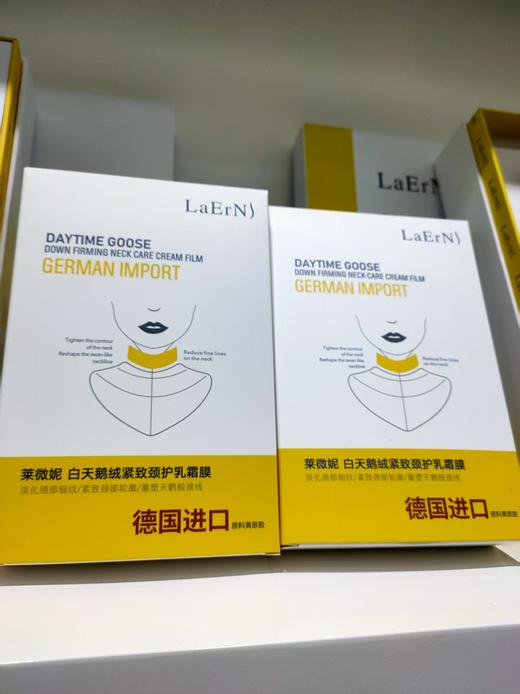 LaErN
DAYTIME GOOSE
DOWN FIRMING NECK CARE CREAM FILM
GERMAN IMPORT
Tighten the contour
of the neck
Reshape the swan-like
neckline
Reduce fine lines
on the neck
莱微妮 白天鹅绒紧致颈护乳霜膜
淡化颈部细纹/紧致颈部轮廓/重塑天鹅般颈线
德国进口原料黄原胶
LaErN
DAYTIME GOOSE
DOWN FIRMING NECK CARE CREAM FILM
GERMAN IMPORT
Tighten the contour
of the neck
Reshape the swan-like
neckline
Reduce fine lines
on the neck
莱微妮 白天鹅绒紧致颈护乳霜膜
淡化颈部细纹/紧致颈部轮廓/重塑天鹅般颈线
德国进口原料黄原胶
LaErN